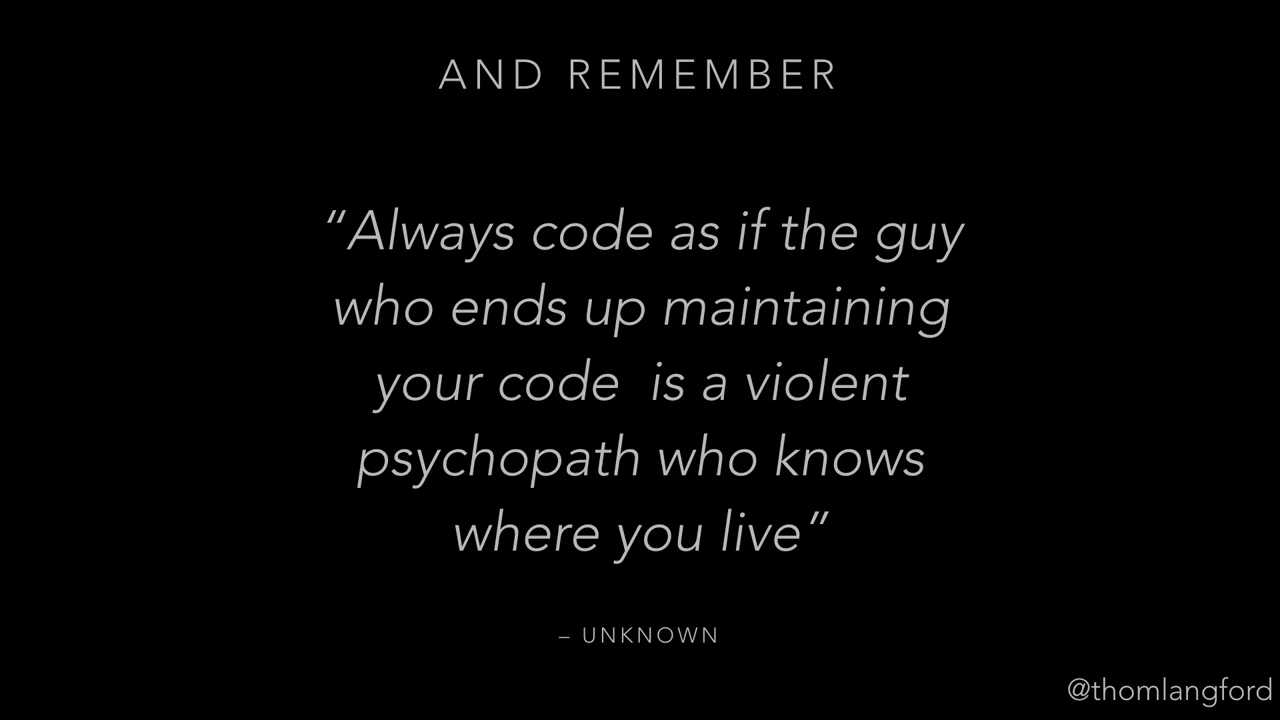 AND REMEMBER
“Always code as if the guy
who ends up maintaining
your code  is a violent
psychopath who knows
where you live”
– UNKNOWN
@thomlangford